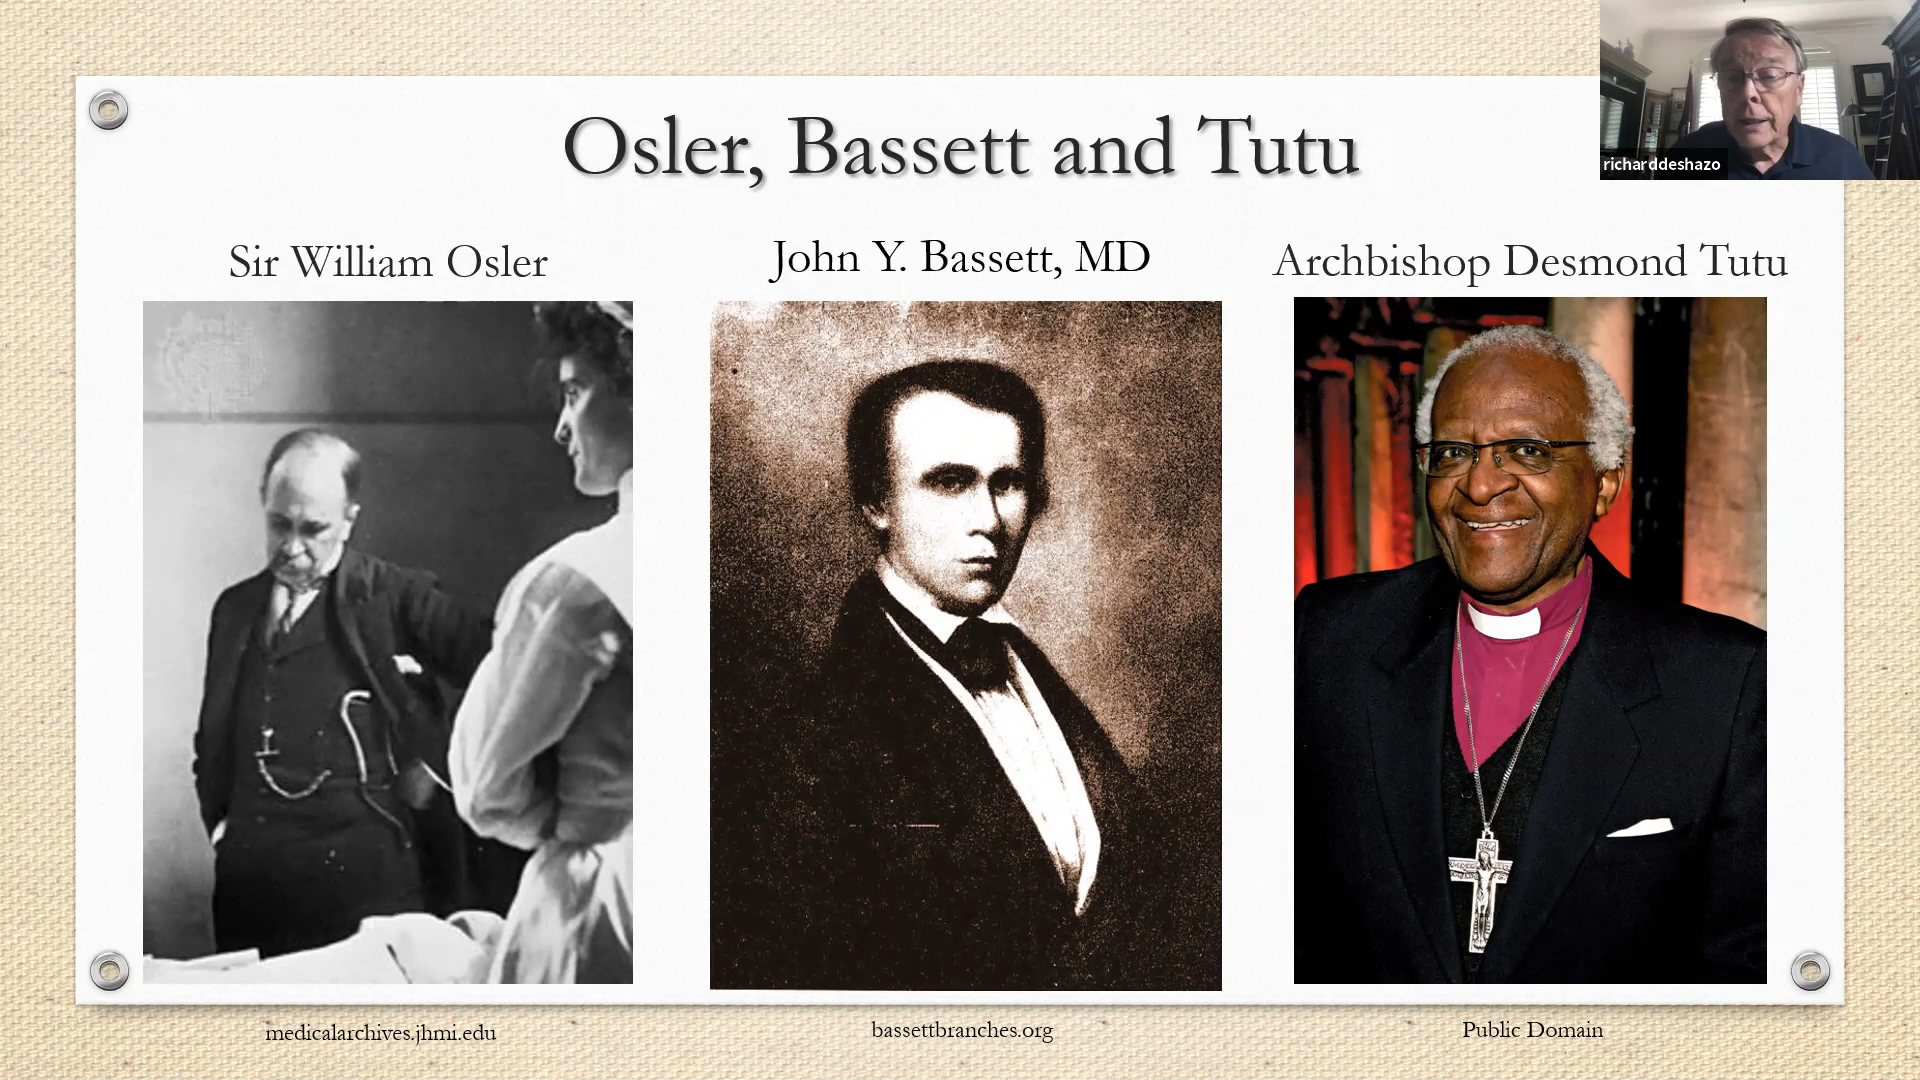 Osler, Bassett and Tutu
richarddeshazo
Sir William Osler
John Y. Bassett, MD
Archbishop Desmond Tutu
medicalarchives.jhmi.edu
bassettbranches.org
Public Domain